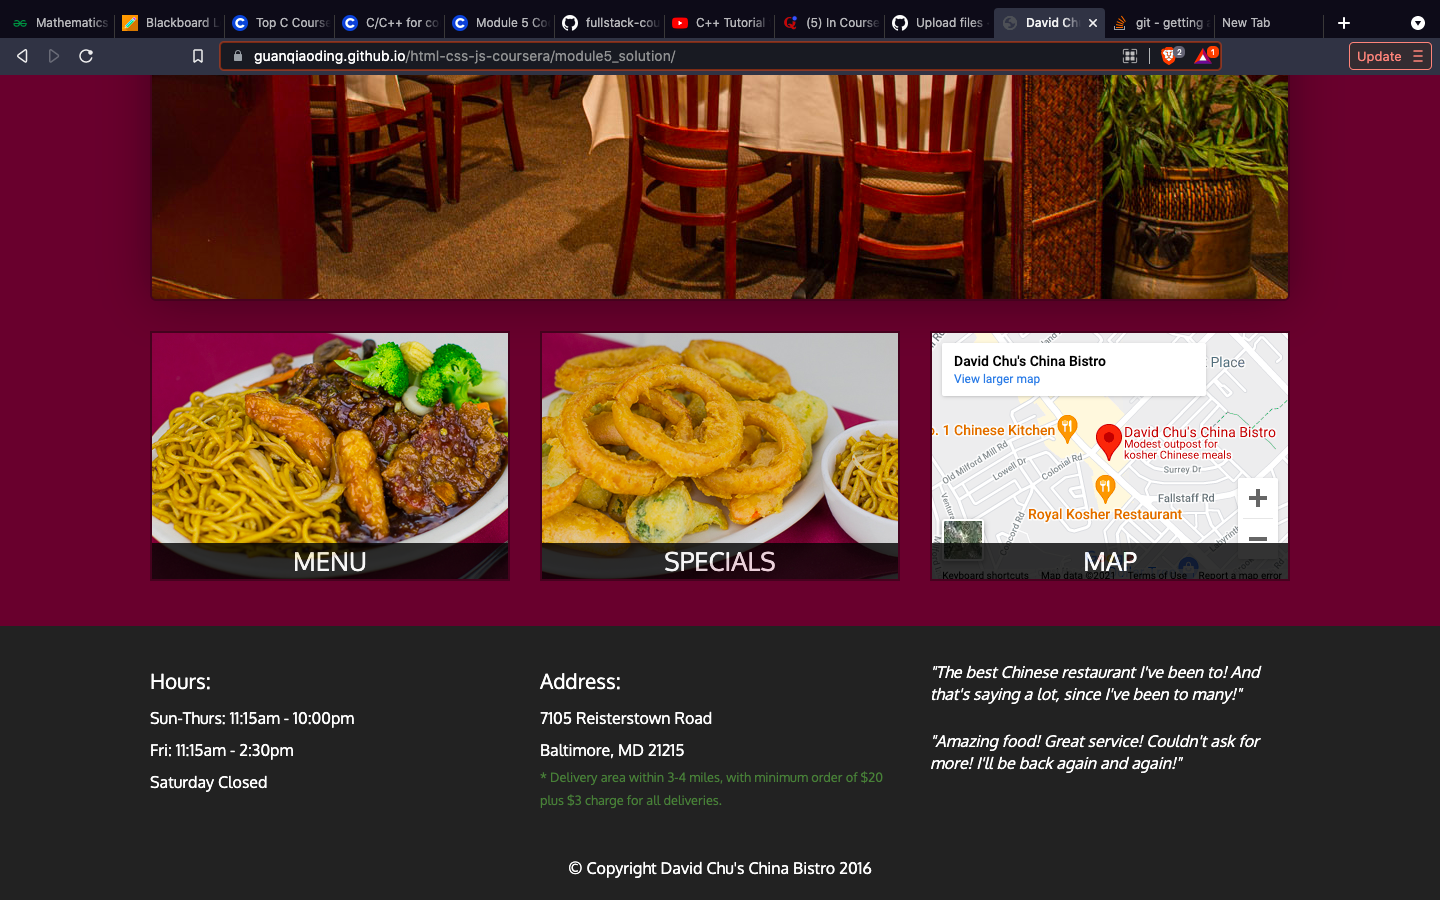 Mathematics
Blackboard L
Top C Course
C/C++ for co
Module 5 Co
fullstack-cou
C++ Tutorial
(5) In Course
Upload files
David Ch
git - getting a
New Tab
guanqiaoding.github.io/html-css-js-coursera/module5_solution/
2
1
Update
MENU
SPECIALS
David Chu's China Bistro
View larger map
Place
. 1 Chinese Kitchen
David Chu's China Bistro
Modest outpost for
kosher Chinese meals
Old Milford Mill Rd
Lowell Dr
Colonial Rd
Surrey Dr
Fallstaff Rd
Royal Kosher Restaurant
Concord Rd
MAP
Keyboard shortcuts
Map data ©2021
Terms of Use
Report a map error
Hours:
Sun-Thurs: 11:15am - 10:00pm
Fri: 11:15am - 2:30pm
Saturday Closed
Address:
7105 Reisterstown Road
Baltimore, MD 21215
* Delivery area within 3-4 miles, with minimum order of $20
plus $3 charge for all deliveries.
"The best Chinese restaurant I've been to! And
that's saying a lot, since I've been to many!"
"Amazing food! Great service! Couldn't ask for
more! I'll be back again and again!"
© Copyright David Chu's China Bistro 2016